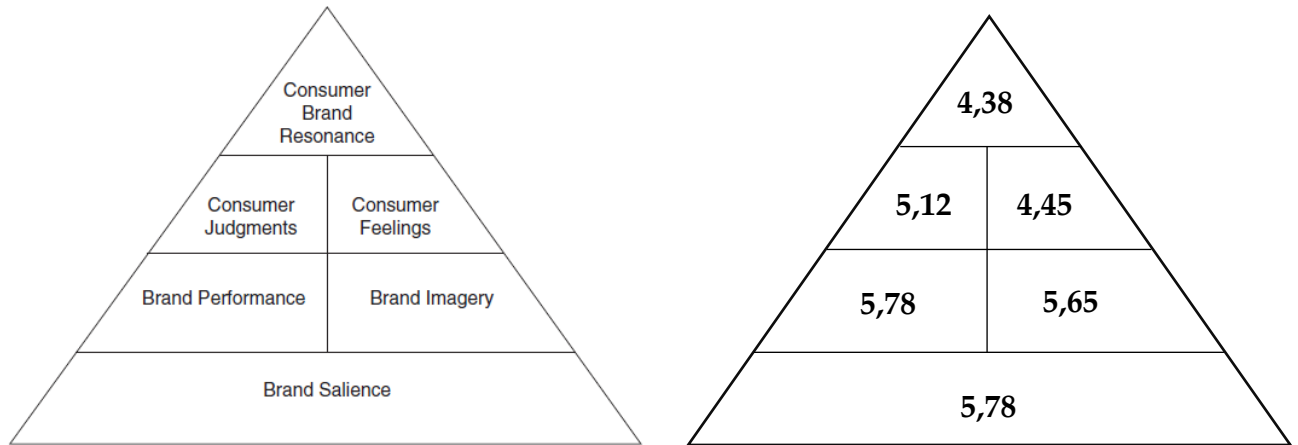 Consumer
Brand
Resonance
Consumer
Judgments
Consumer
Feelings
Brand Performance
Brand Imagery
Brand Salience
4,38
5,12
4,45
5,78
5,65
5,78